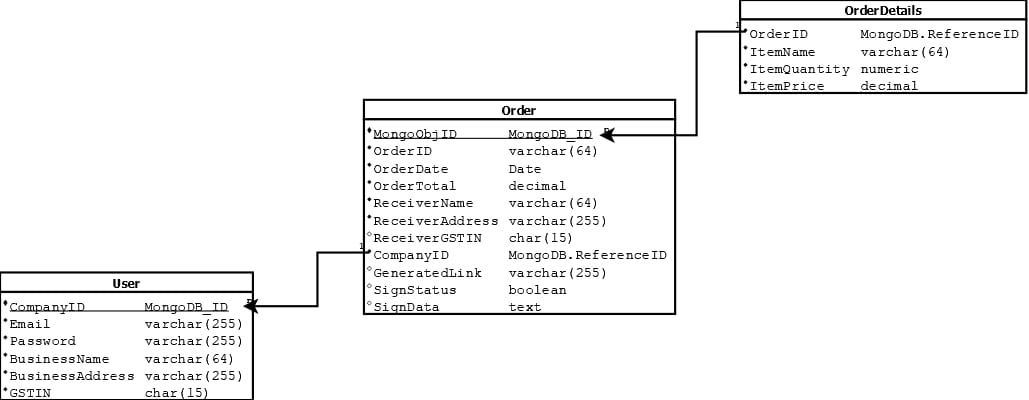 OrderDetails
1
OrderID MongoDB.ReferenceID
ItemName varchar(64)
ItemQuantity numeric
ItemPrice decimal
Order
MongoObjID MongoDB_ID
OrderID varchar(64)
OrderDate Date
OrderTotal decimal
ReceiverName varchar(64)
ReceiverAddress varchar(255)
ReceiverGSTIN char(15)
1
CompanyID MongoDB.ReferenceID
GeneratedLink varchar(255)
SignStatus boolean
SignData text
User
CompanyID MongoDB_ID
Email varchar(255)
Password varchar(255)
BusinessName varchar(64)
BusinessAddress varchar(255)
GSTIN char(15)